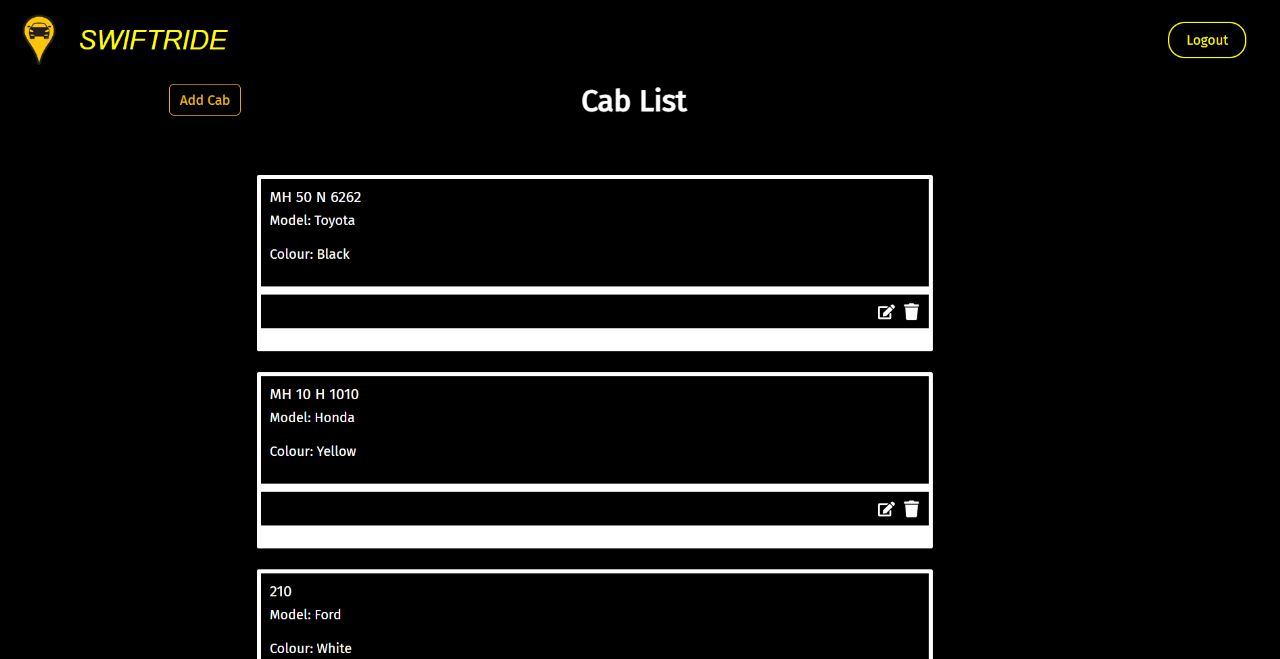 SWIFTRIDE
Logout
Add Cab
Cab List
MH 50 N 6262
Model: Toyota
Colour: Black
MH 10 H 1010
Model: Honda
Colour: Yellow
210
Model: Ford
Colour: White